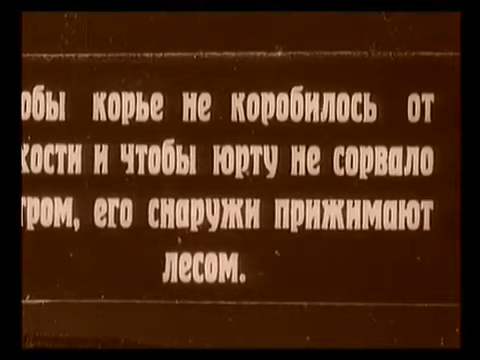 обы корье не коробилось от
кости и чтобы юрту не сорвало
тром, его снаружи прижимают
лесом.